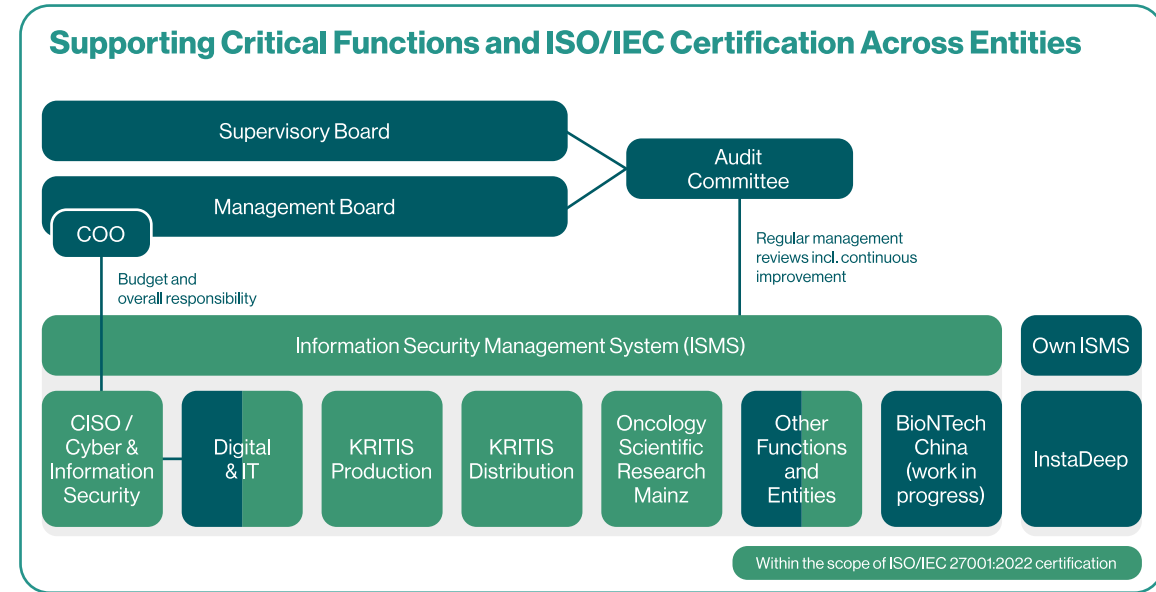 Supporting Critical Functions and ISO/IEC Certification Across Entities
Supervisory Board
Management Board
COO
Audit
Committee
Budget and
overall responsibility
Regular management
reviews incl. continuous
improvement
Information Security Management System (ISMS)
Own ISMS
CISO /
Cyber &
Information
Security
Digital
& IT
KRITIS
Production
KRITIS
Distribution
Oncology
Scientific
Research
Mainz
Other
Functions
and
Entities
BioNTech
China
(work in
progress)
InstaDeep
Within the scope of ISO/IEC 27001:2022 certification